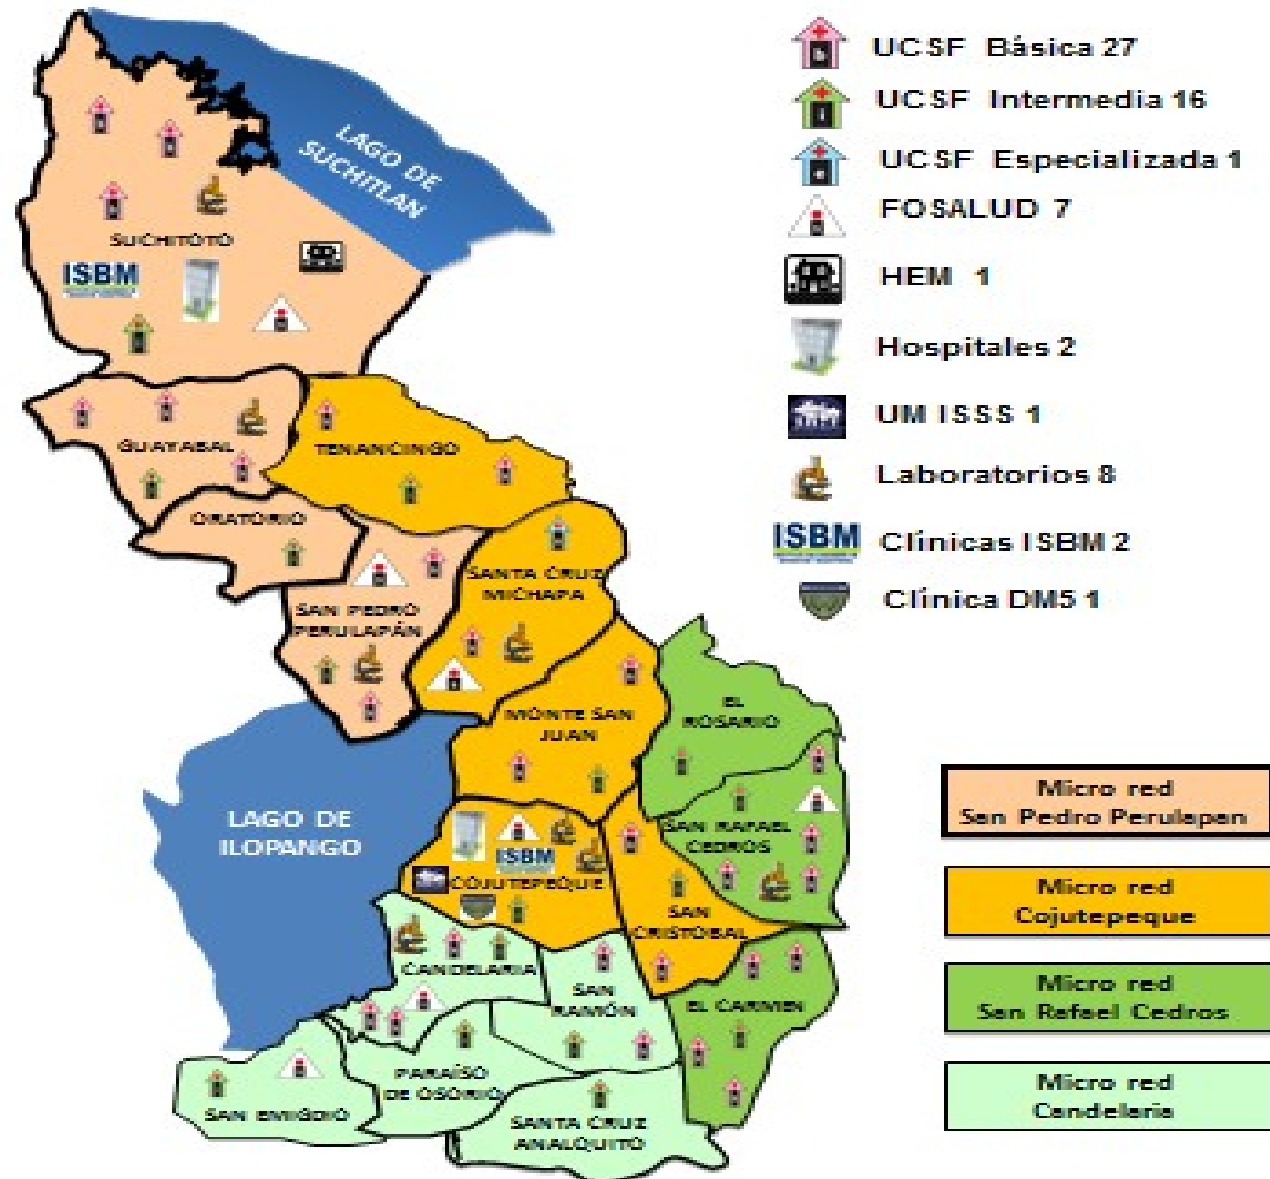 UCSF Básica 27
UCSF Intermedia 16
UCSF Especializada 1
FOSALUD 7
HEM 1
Hospitales 2
UM ISSS 1
Laboratorios 8
ISBM Clínicas ISBM 2
Clínica DM5 1
LAGO DE
SUCHITLAN
SUCHITOTO
ISBM
GUAYABAL
TENANCINGO
ORATORIO
SANTA CRUZ
MICHAPA
SAN PEDRO
PERULAPÁN
MONTE SAN
JUAN
EL
ROSARIO
LAGO DE
ILOPANGO
SAN RAFAEL
CEDROS
ISBM
COJUTEPEQUE
SAN
CRISTOBAL
CANDELARIA
SAN
RAMÓN
EL CARMEN
PARAÍSO
DE OSORIO
SAN EMIGDIO
SANTA CRUZ
ANALQUITO
Micro red
San Pedro Perulapan
Micro red
Cojutepeque
Micro red
San Rafael Cedros
Micro red
Candelaria